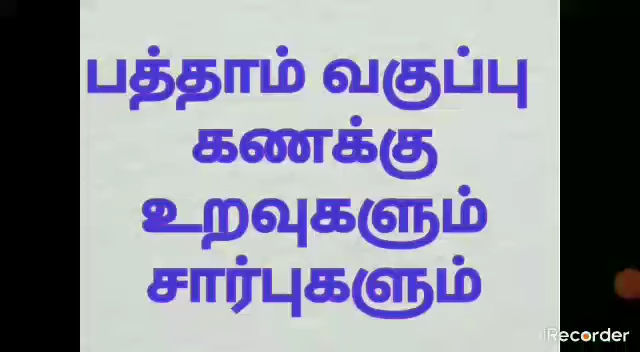 பத்தாம் வகுப்பு
கணக்கு
உறவுகளும்
சார்புகளும்
iRecorder